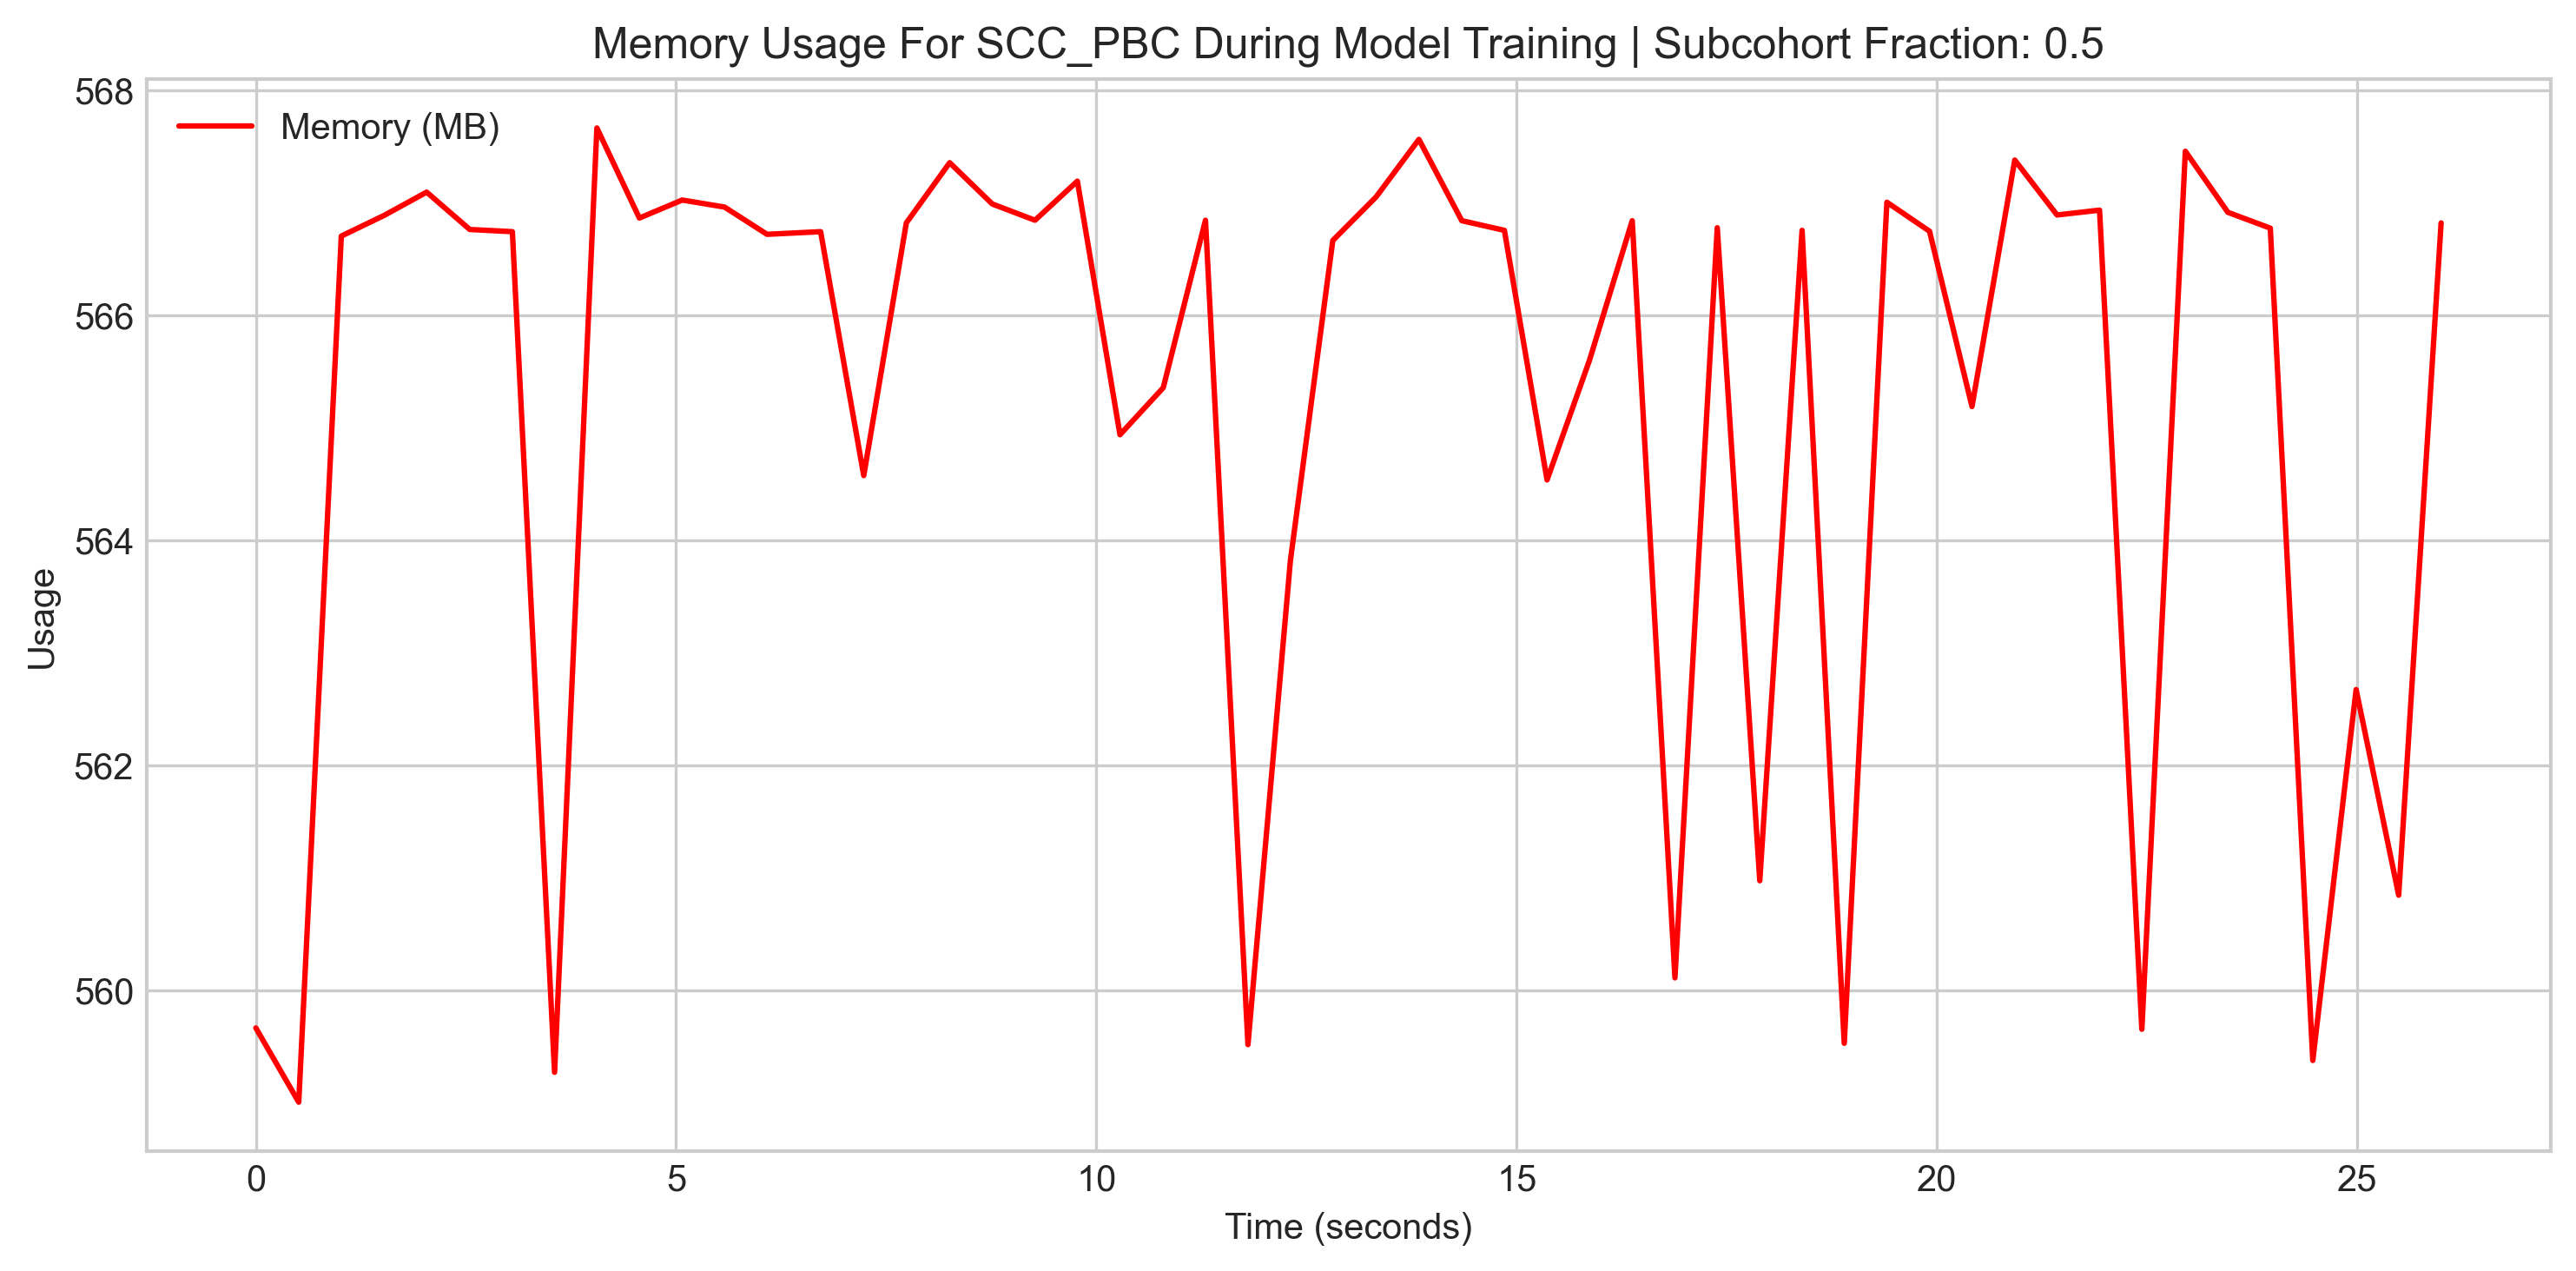 Memory Usage For SCC_PBC During Model Training | Subcohort Fraction: 0.5
Memory (MB)
568
566
564
562
560
Usage
0 5 10 15 20 25
Time (seconds)